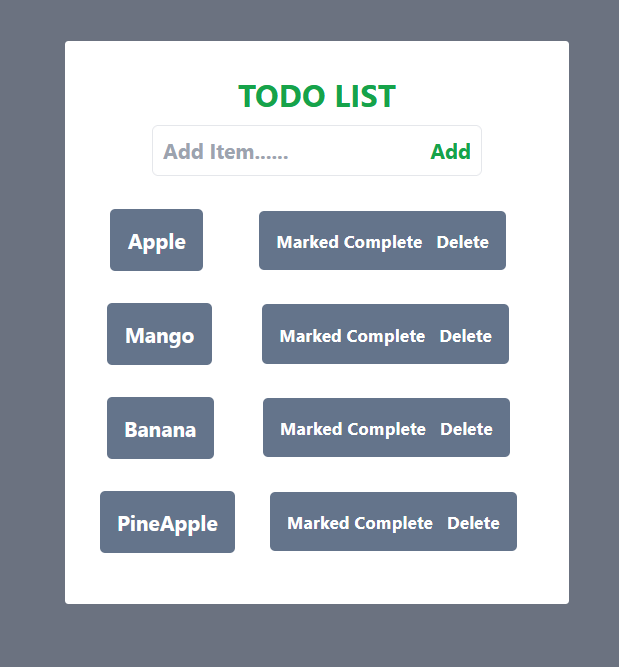 TODO LIST
Add Item...... Add
Apple Marked Complete Delete
Mango Marked Complete Delete
Banana Marked Complete Delete
PineApple Marked Complete Delete